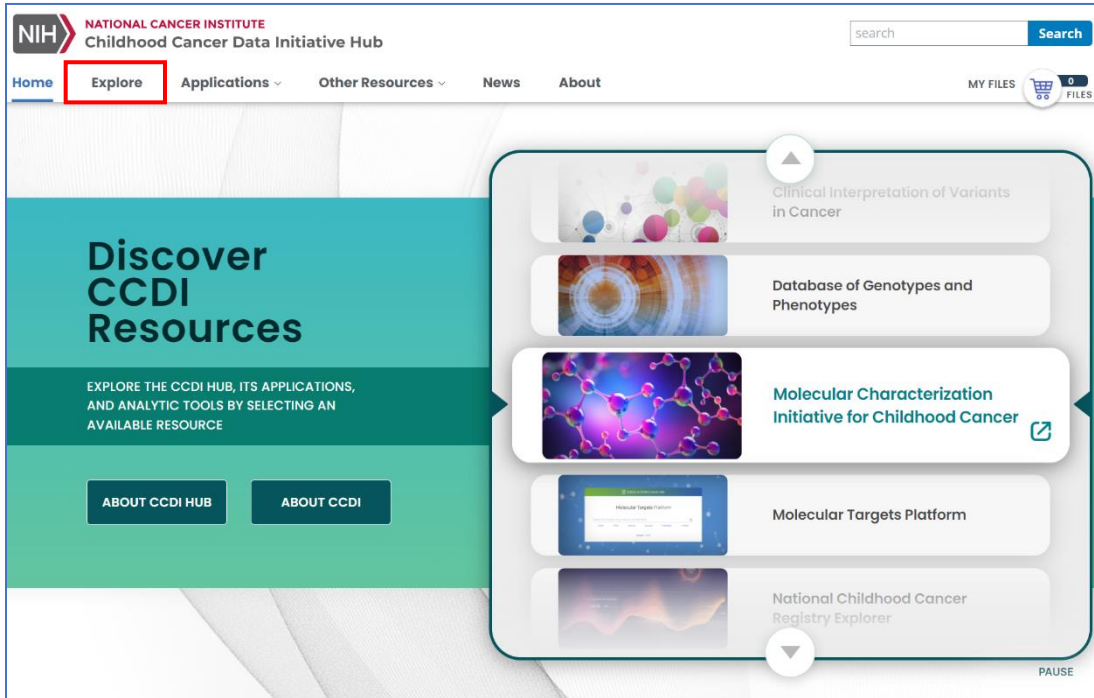 NIH
NATIONAL CANCER INSTITUTE
Childhood Cancer Data Initiative Hub
search
Search
Home
Explore
Applications
Other Resources
News
About
MY FILES
0
FILES
Discover
CCDI
Resources
EXPLORE THE CCDI HUB, ITS APPLICATIONS,
AND ANALYTIC TOOLS BY SELECTING AN
AVAILABLE RESOURCE
ABOUT CCDI HUB
ABOUT CCDI
Clinical Interpretation of Variants
in Cancer
Database of Genotypes and
Phenotypes
Molecular Characterization
Initiative for Childhood Cancer
Molecular Targets Platform
Molecular Targets Platform
National Childhood Cancer
Registry Explorer
PAUSE